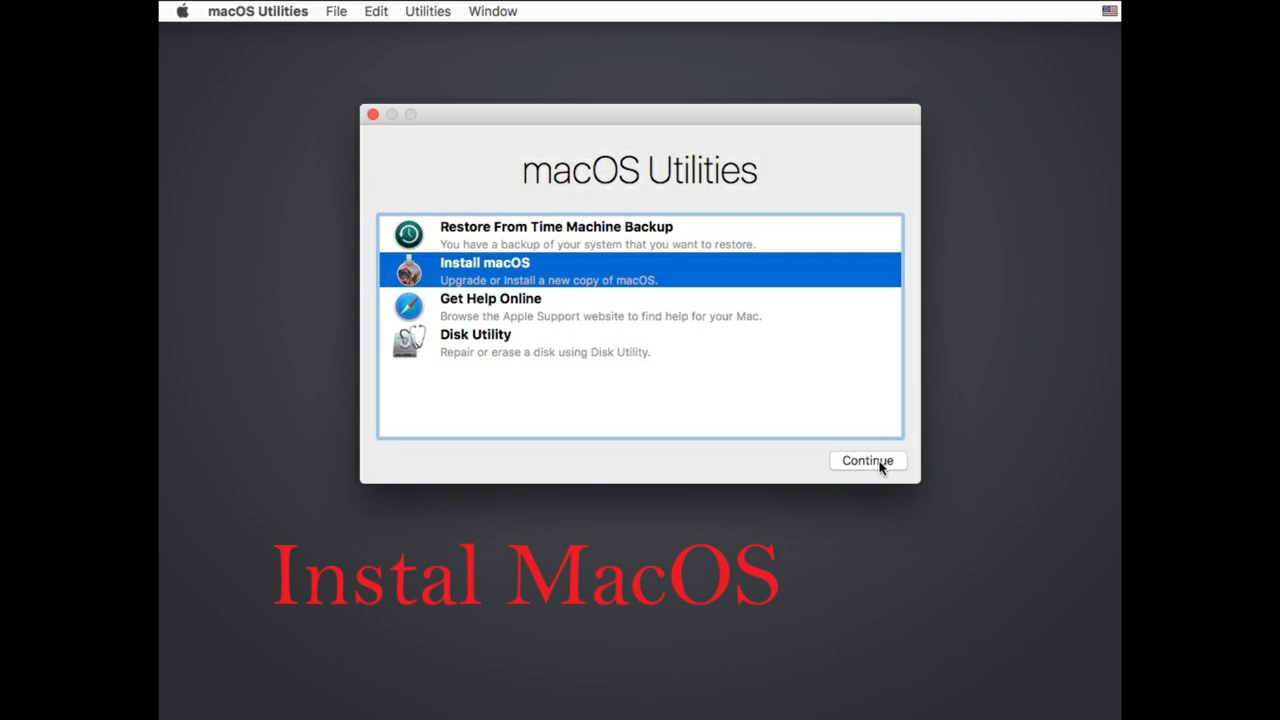 macOS Utilities File Edit Utilities Window
macOS Utilities
Restore From Time Machine Backup
You have a backup of your system that you want to restore.
Install macOS
Upgrade or Install a new copy of macOS.
Get Help Online
Browse the Apple Support website to find help for your Mac.
Disk Utility
Repair or erase a disk using Disk Utility.
Continue
Instal MacOS